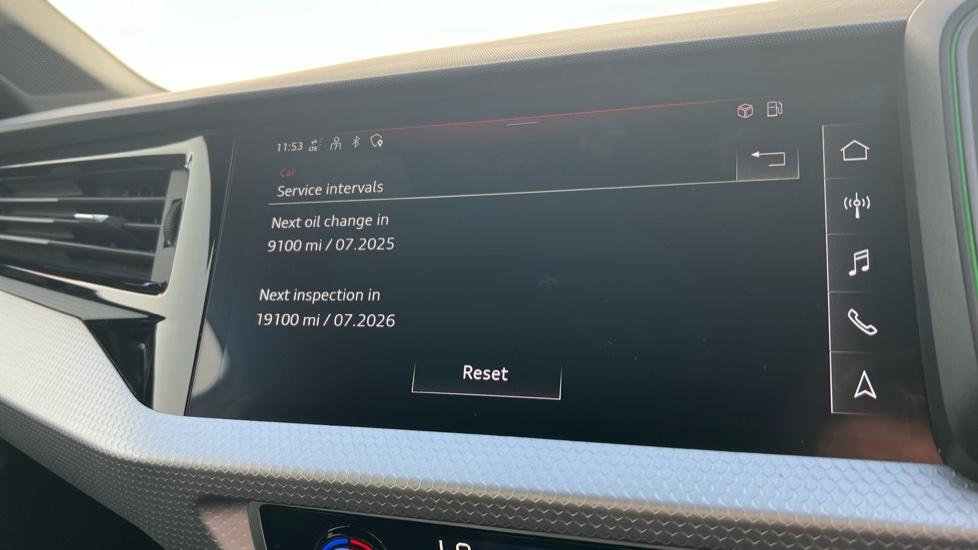 11:53
Car
Service intervals
Next oil change in
9100 mi / 07.2025
Next inspection in
19100 mi / 07.2026
Reset